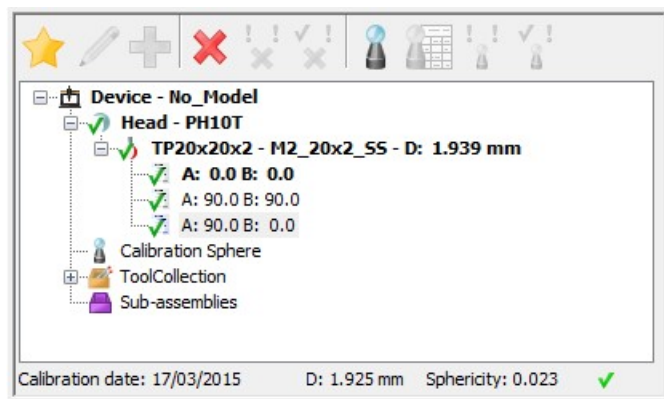 Device - No_Model
Head - PH10T
TP20x20x2 - M2_20x2_SS - D: 1.939 mm
A: 0.0 B: 0.0
A: 90.0 B: 90.0
A: 90.0 B: 0.0
Calibration Sphere
ToolCollection
Sub-assemblies
Calibration date: 17/03/2015 D: 1.925 mm Sphericity: 0.023